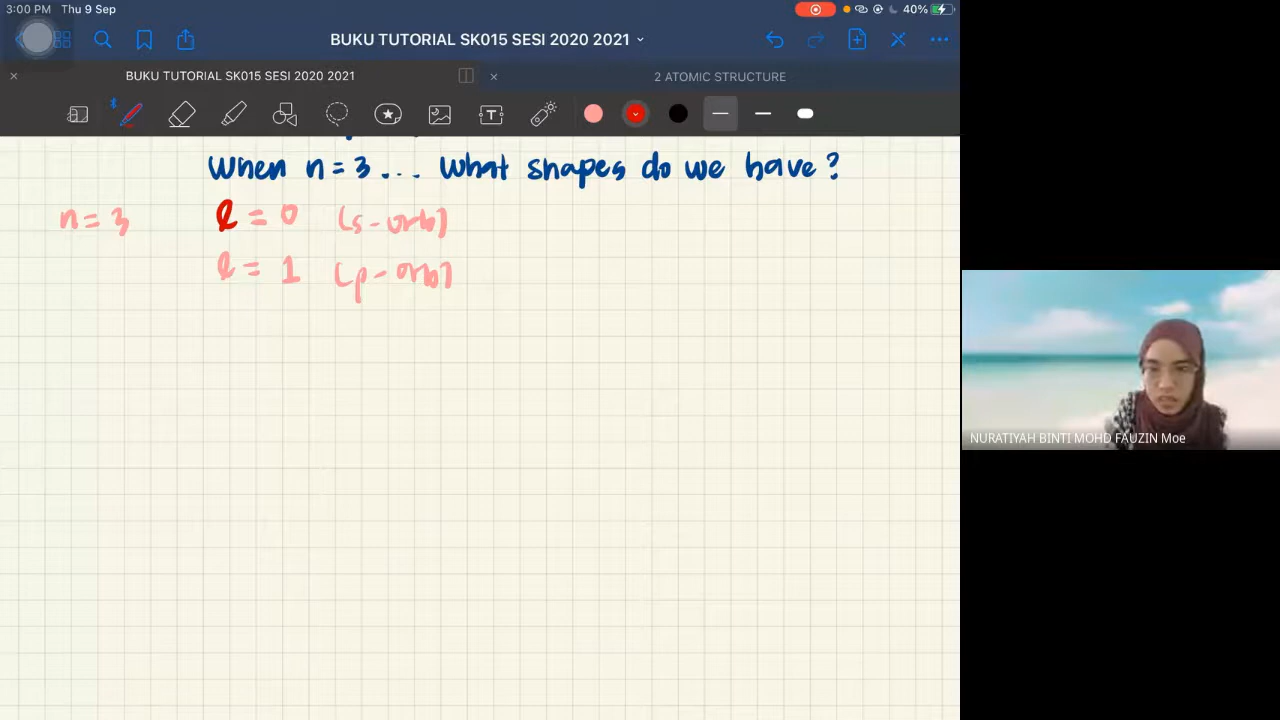 3:00 PM Thu 9 Sep
40%
BUKU TUTORIAL SK015 SESI 2020 2021
BUKU TUTORIAL SK015 SESI 2020 2021
2 ATOMIC STRUCTURE
T
When n = 3 ... What shapes do we have ?
n = 3 l = 0 (s - orb)
l = 1 (p - orb)
NURATIYAH BINTI MOHD FAUZIN Moe